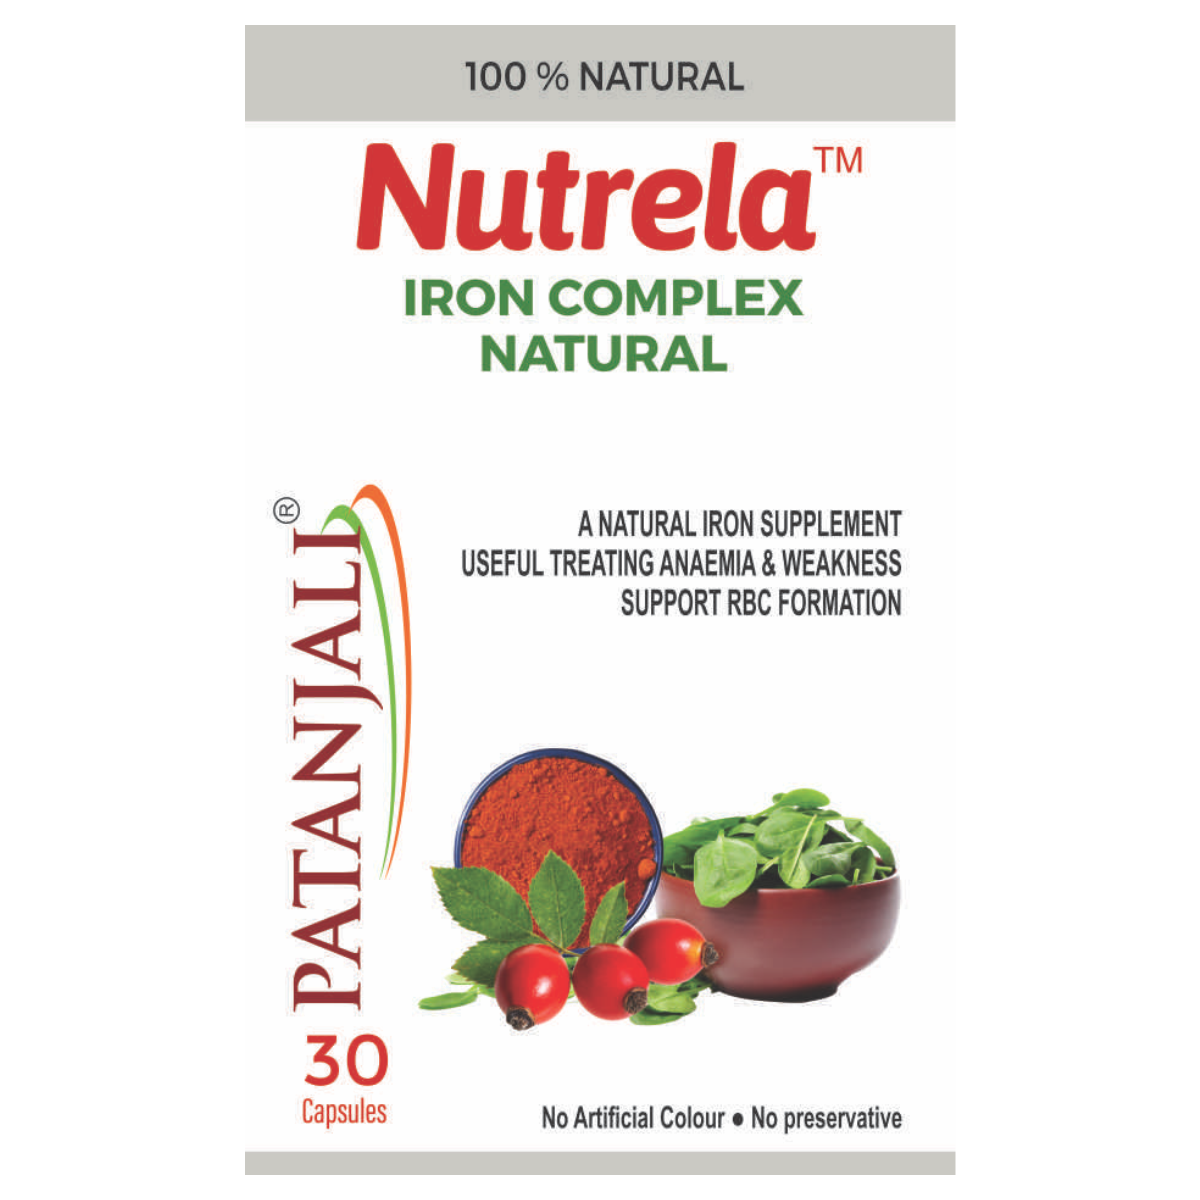 100 % NATURAL
Nutrela™
IRON COMPLEX
NATURAL
PATANJALI®
A NATURAL IRON SUPPLEMENT
USEFUL TREATING ANAEMIA & WEAKNESS
SUPPORT RBC FORMATION
30
Capsules
No Artificial Colour ● No preservative